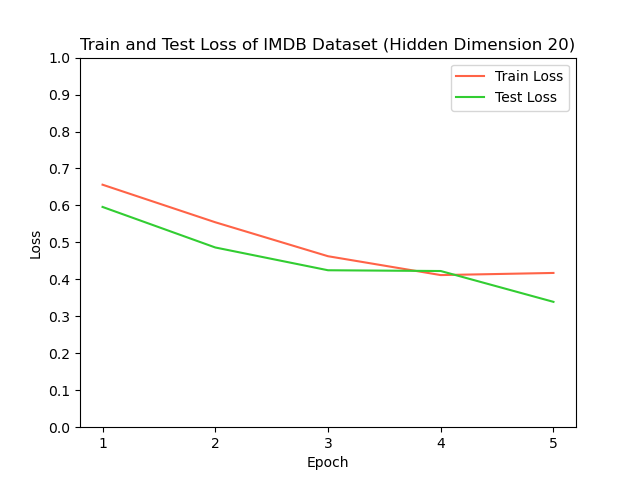 Train and Test Loss of IMDB Dataset (Hidden Dimension 20)
1.0
0.9
0.8
0.7
0.6
0.5
0.4
0.3
0.2
0.1
0.0
Loss
Train Loss
Test Loss
1 2 3 4 5
Epoch